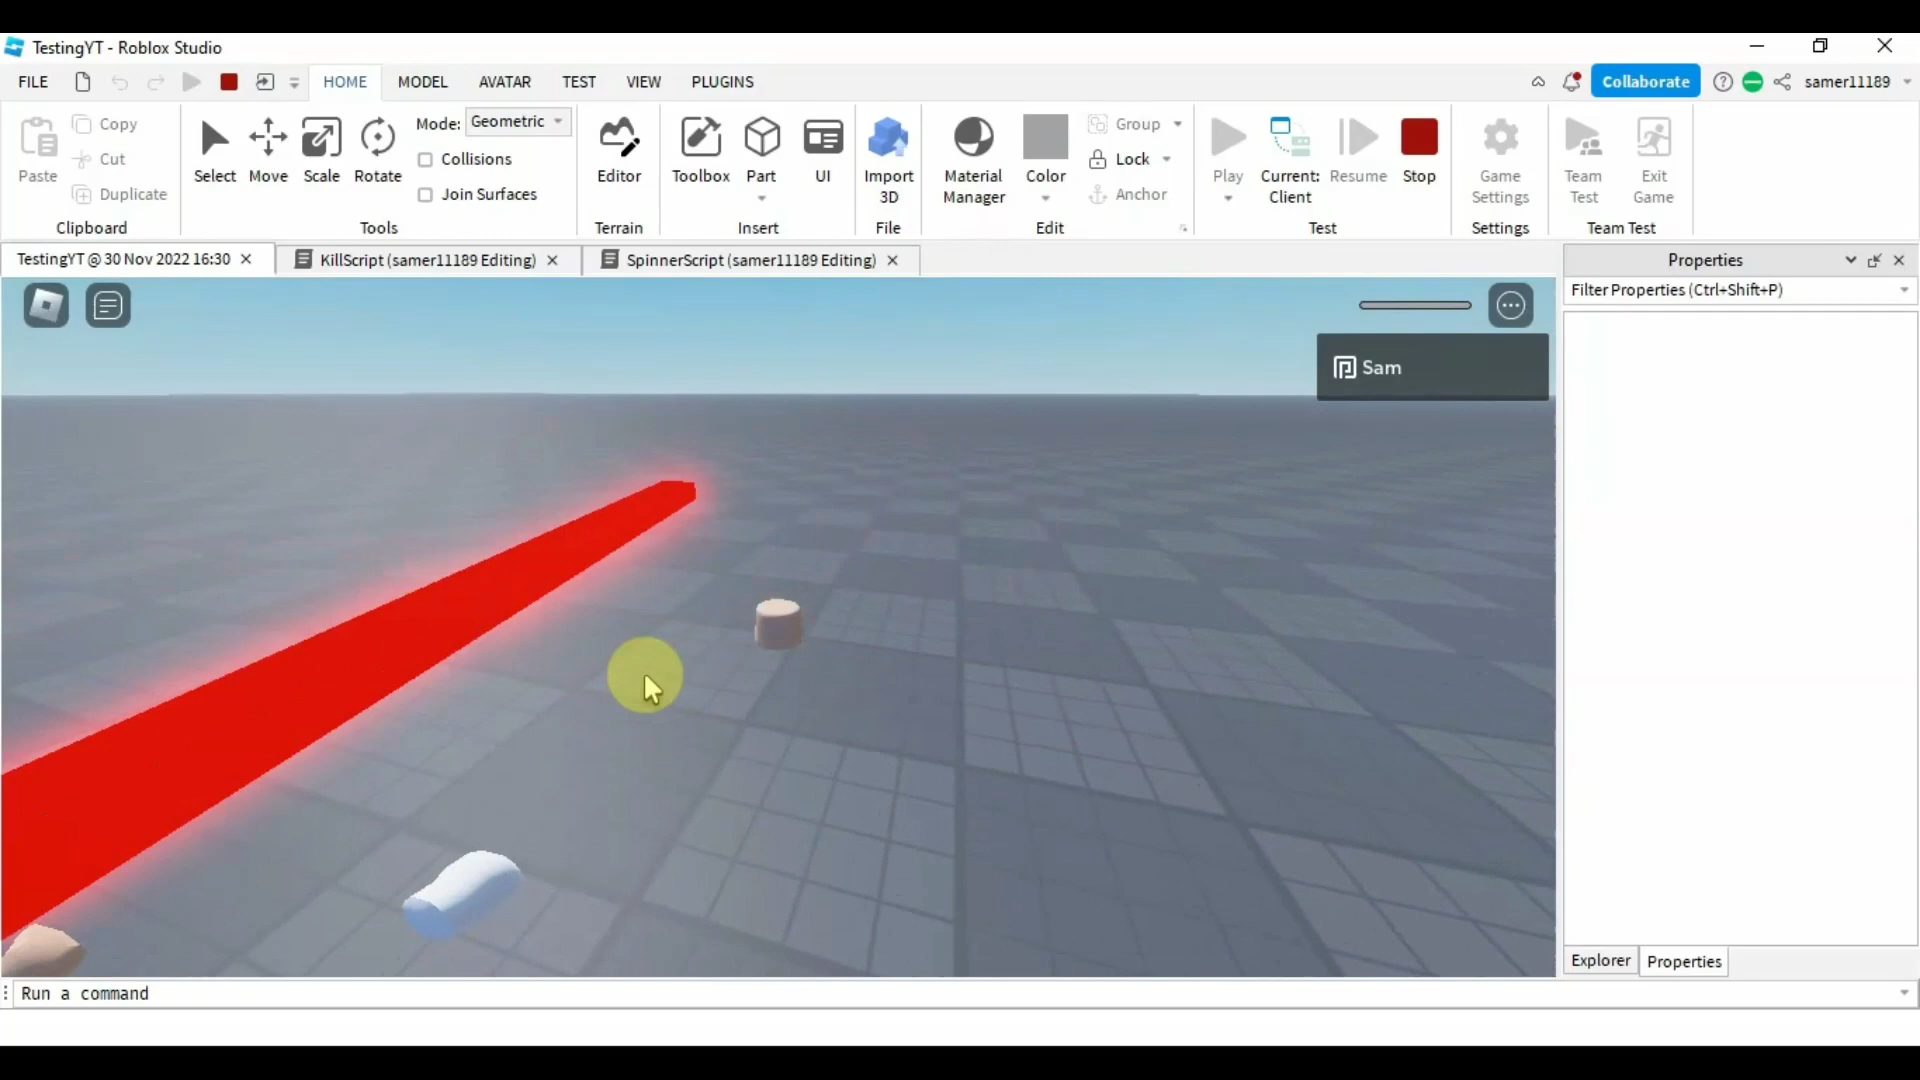 TestingYT - Roblox Studio
FILE HOME MODEL AVATAR TEST VIEW PLUGINS Collaborate samer11189
Paste
Copy
Cut
Duplicate
Clipboard
Select Move Scale Rotate
Mode: Geometric
Collisions
Join Surfaces
Tools
Editor
Terrain
Toolbox Part UI
Insert
Import
3D
File
Material
Manager
Color
Group
Lock
Anchor
Edit
Play
Current:
Client
Resume
Stop
Test
Game
Settings
Settings
Team
Test
Exit
Game
Team Test
TestingYT @ 30 Nov 2022 16:30
KillScript (samer11189 Editing)
SpinnerScript (samer11189 Editing)
Properties
Filter Properties (Ctrl+Shift+P)
Sam
Explorer Properties
Run a command